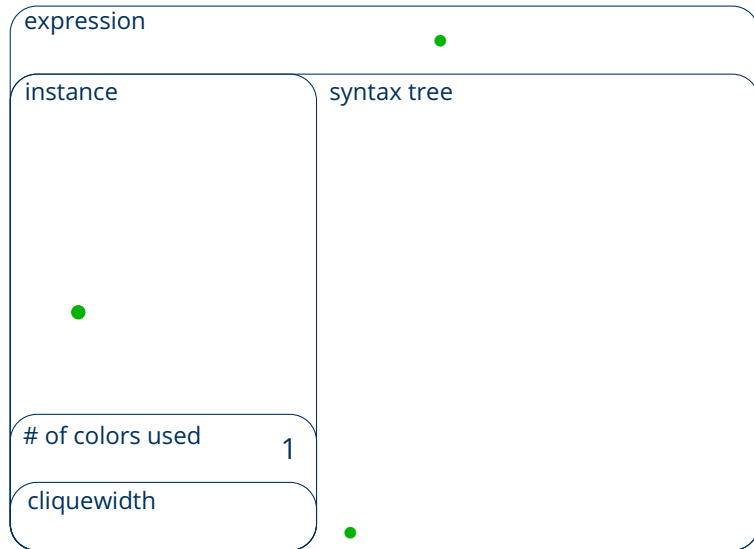 expression
instance
syntax tree
# of colors used
1
cliquewidth